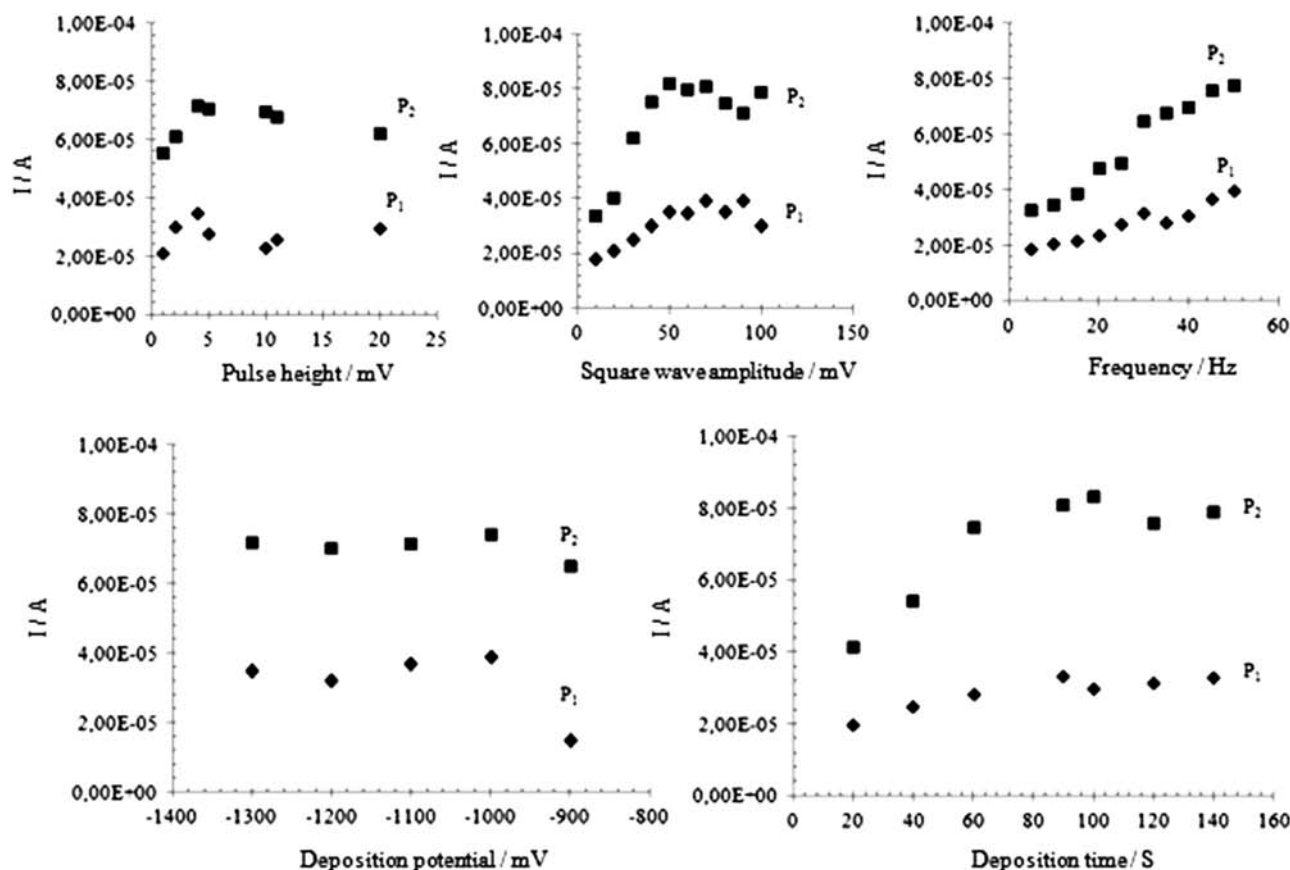 1,00E-04
8,00E-05
6,00E-05
4,00E-05
2,00E-05
0,00E+00
I / A
P2
P1
0 5 10 15 20 25
Pulse height / mV
1,00E-04
8,00E-05
6,00E-05
4,00E-05
2,00E-05
0,00E+00
I / A
P2
P1
0 50 100 150
Square wave amplitude / mV
1,00E-04
8,00E-05
6,00E-05
4,00E-05
2,00E-05
0,00E+00
I / A
P2
P1
0 20 40 60
Frequency / Hz
1,00E-04
8,00E-05
6,00E-05
4,00E-05
2,00E-05
0,00E+00
I / A
P2
P1
-1400 -1300 -1200 -1100 -1000 -900 -800
Deposition potential / mV
1,00E-04
8,00E-05
6,00E-05
4,00E-05
2,00E-05
0,00E+00
I / A
P2
P1
0 20 40 60 80 100 120 140 160
Deposition time / S